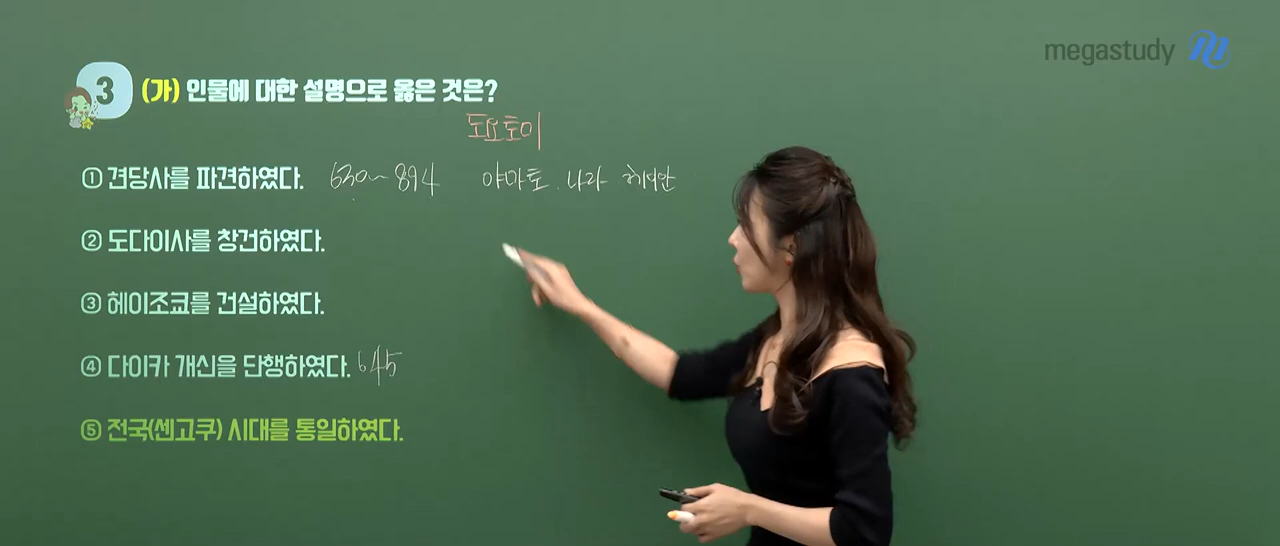 megastudy
3 (가) 인물에 대한 설명으로 옳은 것은?
도요토미
① 견당사를 파견하였다. 630~894 야마토. 나라 헤이안
② 도다이사를 창건하였다.
③ 헤이조쿄를 건설하였다.
④ 다이카 개신을 단행하였다. 645
⑤ 전국(센고쿠) 시대를 통일하였다.